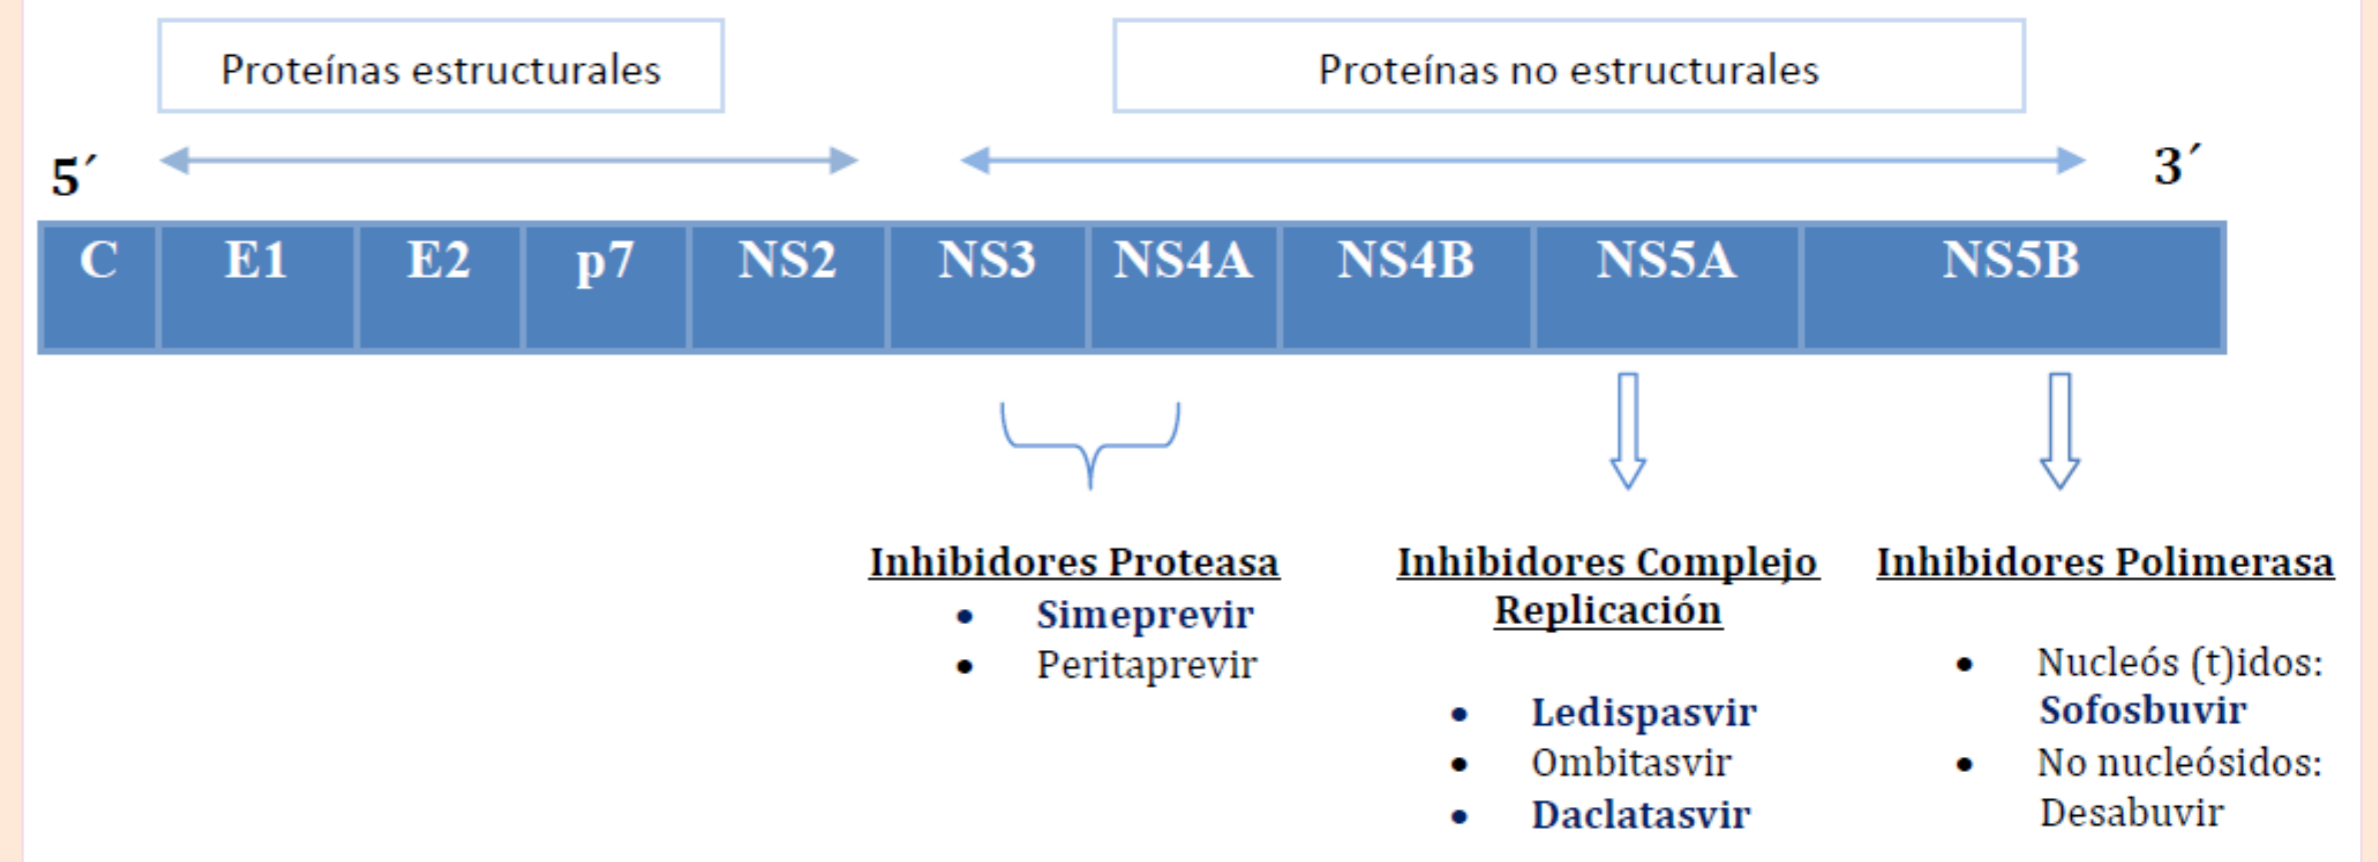 Proteínas estructurales
Proteínas no estructurales
5´
3´
C E1 E2 p7 NS2 NS3 NS4A NS4B NS5A NS5B
Inhibidores Proteasa
• Simeprevir
• Peritaprevir
Inhibidores Complejo
Replicación
• Ledispasvir
• Ombitasvir
• Daclatasvir
Inhibidores Polimerasa
• Nucleós (t)idos:
Sofosbuvir
• No nucleósidos:
Desabuvir